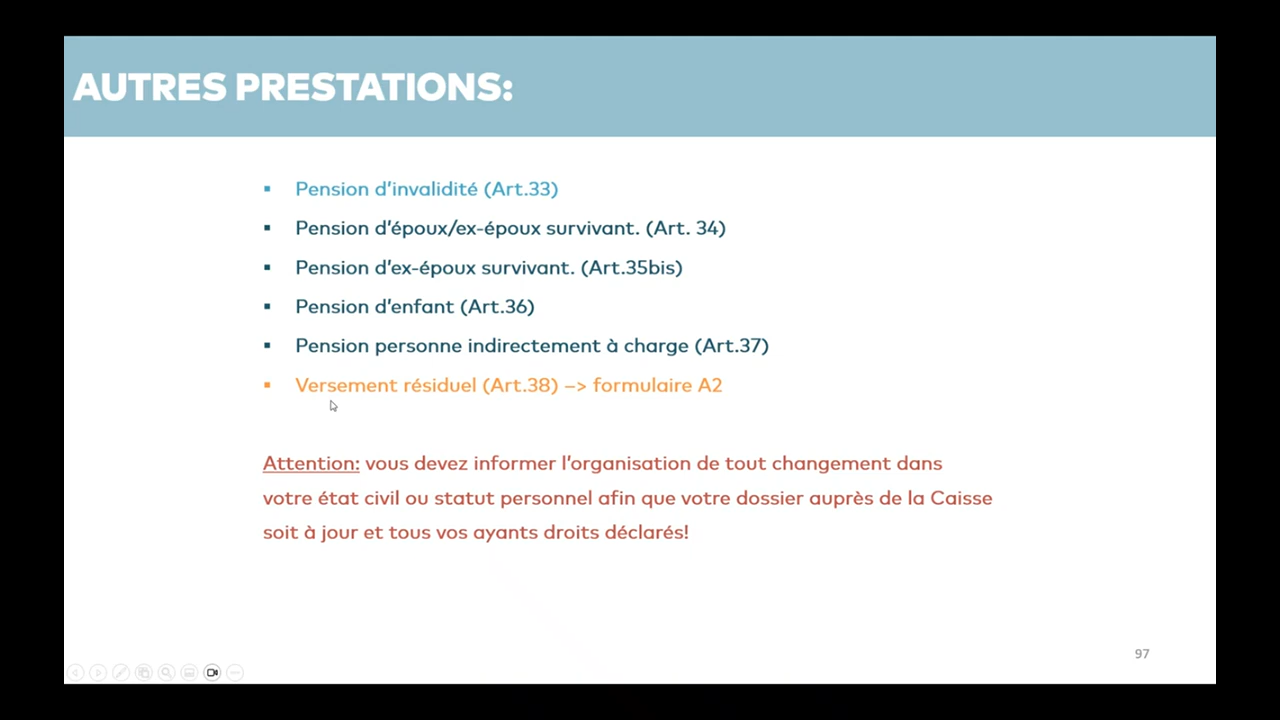 AUTRES PRESTATIONS:
▪ Pension d'invalidité (Art.33)
▪ Pension d'époux/ex-époux survivant. (Art. 34)
▪ Pension d'ex-époux survivant. (Art.35bis)
▪ Pension d'enfant (Art.36)
▪ Pension personne indirectement à charge (Art.37)
▪ Versement résiduel (Art.38) –> formulaire A2
Attention: vous devez informer l'organisation de tout changement dans
votre état civil ou statut personnel afin que votre dossier auprès de la Caisse
soit à jour et tous vos ayants droits déclarés!
97